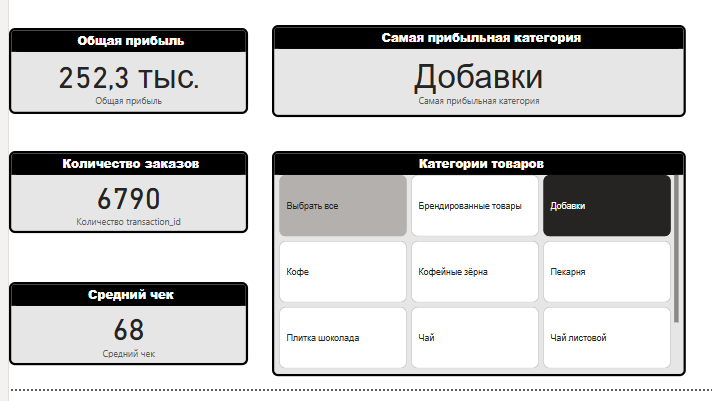 Общая прибыль
252,3 тыс.
Общая прибыль
Самая прибыльная категория
Добавки
Самая прибыльная категория
Количество заказов
6790
Количество transaction_id
Средний чек
68
Средний чек
Категории товаров
Выбрать все
Брендированные товары
Добавки
Кофе
Кофейные зёрна
Пекарня
Плитка шоколада
Чай
Чай листовой